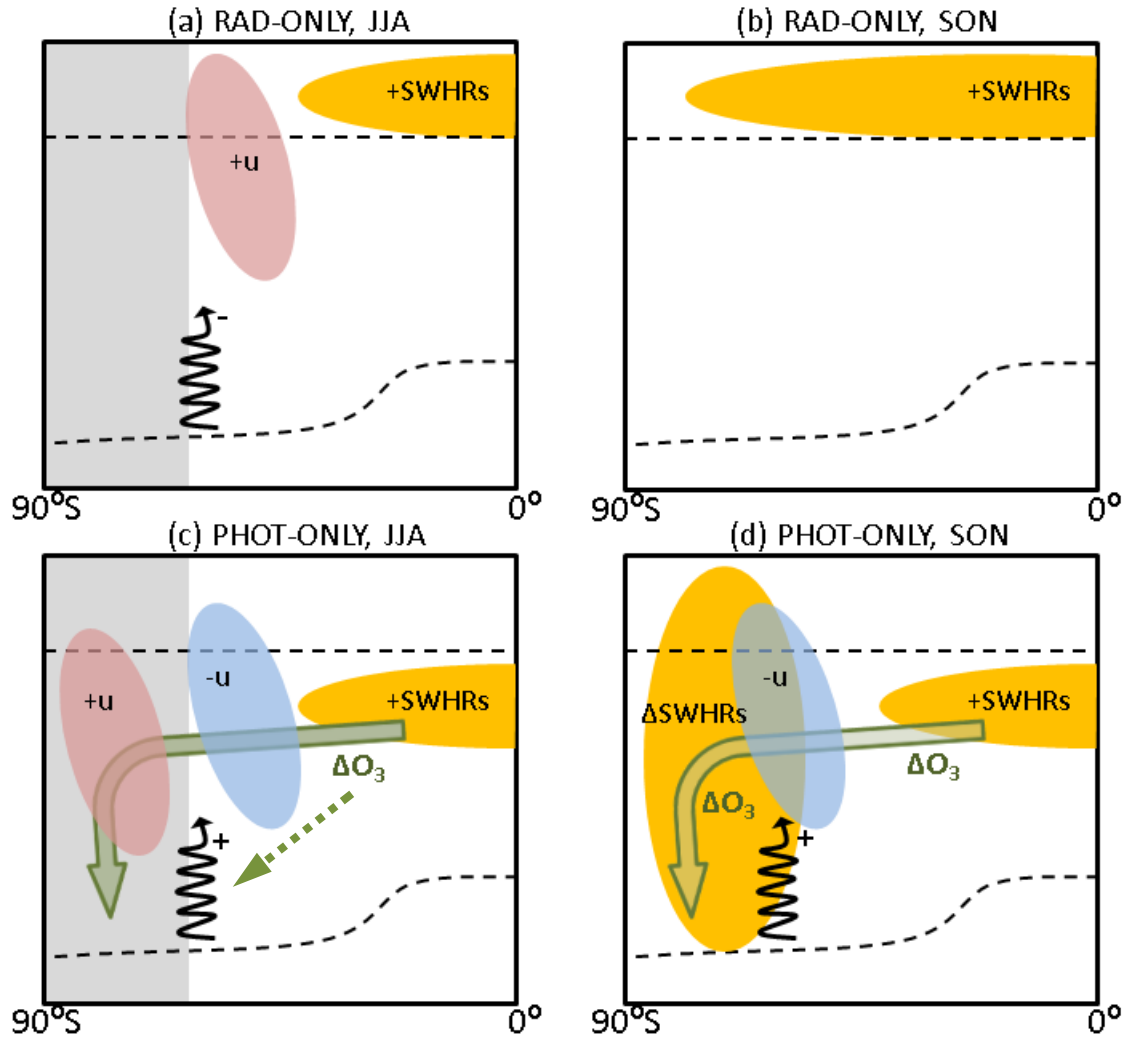 (a) RAD-ONLY, JJA
+SWHRs
+u
-
90°S
0°
(b) RAD-ONLY, SON
+SWHRs
90°S
0°
(c) PHOT-ONLY, JJA
+u
-u
+SWHRs
ΔO₃
+
90°S
0°
(d) PHOT-ONLY, SON
-u
ΔSWHRs
+SWHRs
ΔO₃
ΔO₃
+
90°S
0°